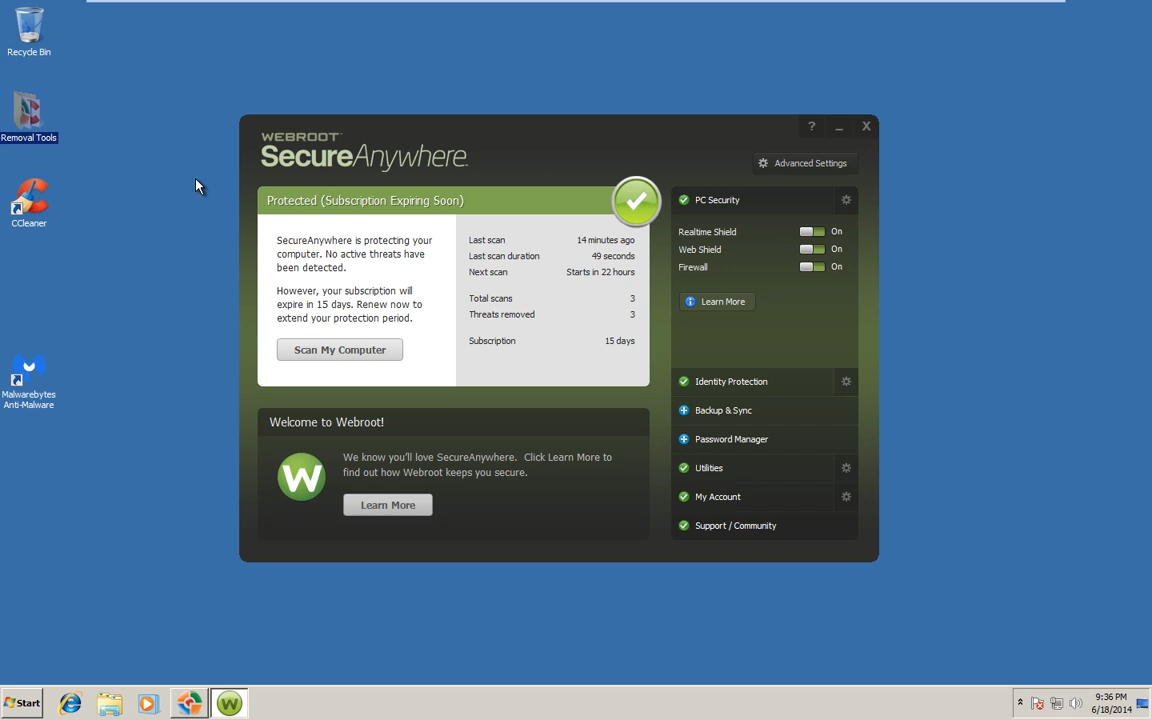 Recycle Bin
Removal Tools
CCleaner
Malwarebytes
Anti-Malware
WEBROOT
SecureAnywhere
?
X
Advanced Settings
Protected (Subscription Expiring Soon)
SecureAnywhere is protecting your
computer. No active threats have
been detected.
However, your subscription will
expire in 15 days. Renew now to
extend your protection period.
Scan My Computer
Last scan 14 minutes ago
Last scan duration 49 seconds
Next scan Starts in 22 hours
Total scans 3
Threats removed 3
Subscription 15 days
Welcome to Webroot!
W
We know you'll love SecureAnywhere. Click Learn More to
find out how Webroot keeps you secure.
Learn More
PC Security
Realtime Shield On
Web Shield On
Firewall On
Learn More
Identity Protection
Backup & Sync
Password Manager
Utilities
My Account
Support / Community
Start
W
9:36 PM
6/18/2014